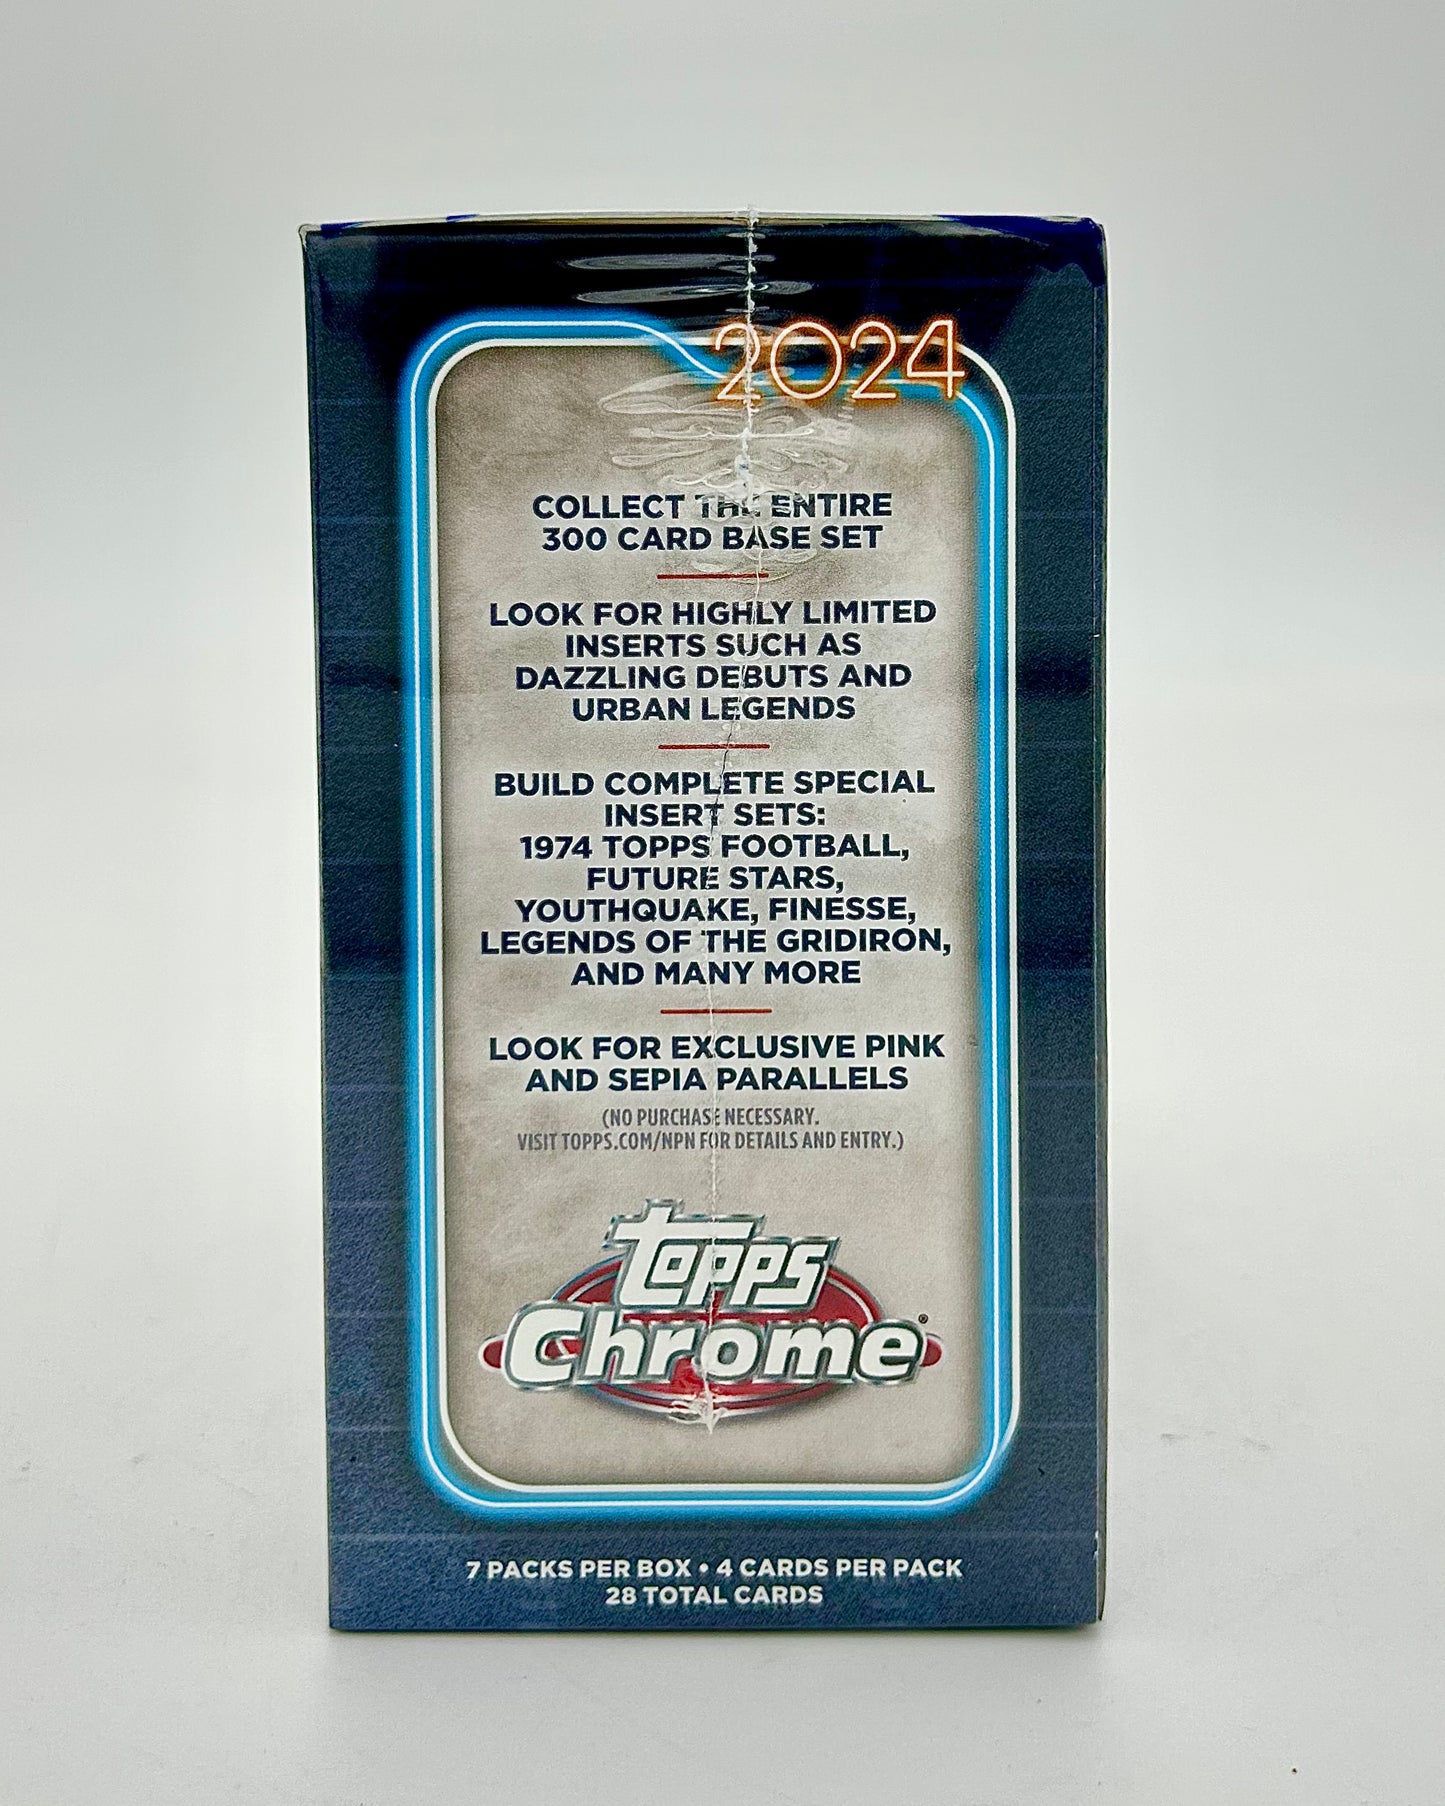 2024
COLLECT THE ENTIRE
300 CARD BASE SET
LOOK FOR HIGHLY LIMITED
INSERTS SUCH AS
DAZZLING DEBUTS AND
URBAN LEGENDS
BUILD COMPLETE SPECIAL
INSERT SETS:
1974 TOPPS FOOTBALL,
FUTURE STARS,
YOUTHQUAKE, FINESSE,
LEGENDS OF THE GRIDIRON,
AND MANY MORE
LOOK FOR EXCLUSIVE PINK
AND SEPIA PARALLELS
(NO PURCHASE NECESSARY.
VISIT TOPPS.COM/NPN FOR DETAILS AND ENTRY.)
topps
Chrome®
7 PACKS PER BOX • 4 CARDS PER PACK
28 TOTAL CARDS